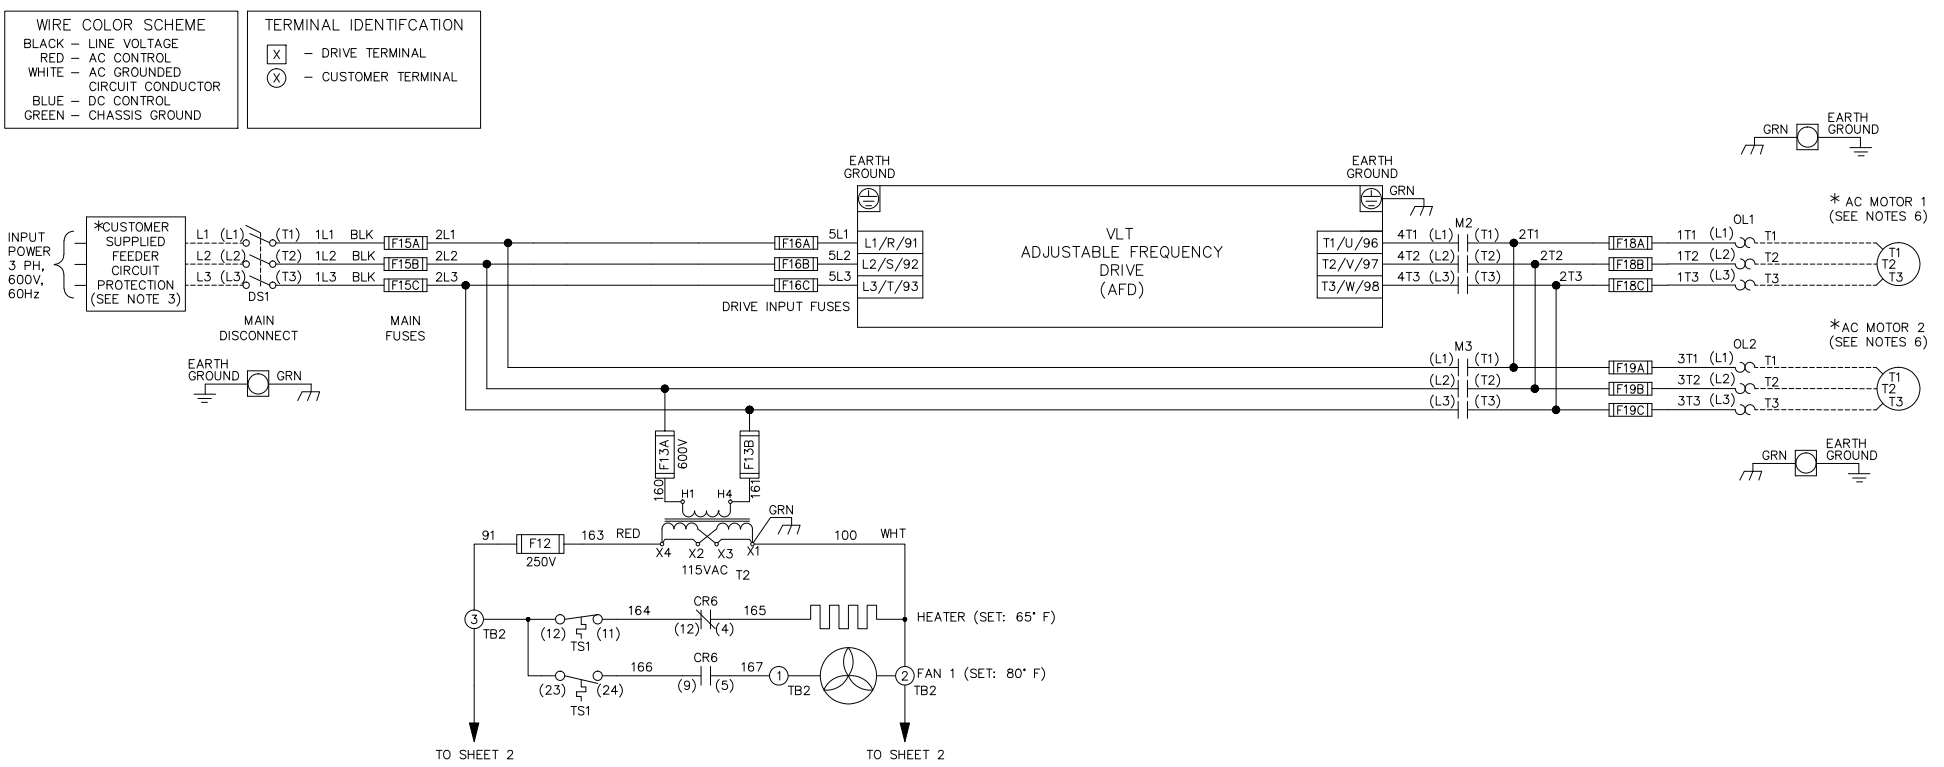 WIRE COLOR SCHEME
BLACK – LINE VOLTAGE
RED – AC CONTROL
WHITE – AC GROUNDED
CIRCUIT CONDUCTOR
BLUE – DC CONTROL
GREEN – CHASSIS GROUND
TERMINAL IDENTIFCATION
X – DRIVE TERMINAL
X – CUSTOMER TERMINAL
GRN
EARTH
GROUND
EARTH
GROUND
EARTH
GROUND
GRN
* AC MOTOR 1
(SEE NOTES 6)
INPUT
POWER
3 PH,
600V,
60Hz
*CUSTOMER
SUPPLIED
FEEDER
CIRCUIT
PROTECTION
(SEE NOTE 3)
L1 (L1) (T1) 1L1 BLK F15A 2L1
L2 (L2) (T2) 1L2 BLK F15B 2L2
L3 (L3) (T3) 1L3 BLK F15C 2L3
DS1
MAIN
DISCONNECT
MAIN
FUSES
F16A 5L1 L1/R/91
F16B 5L2 L2/S/92
F16C 5L3 L3/T/93
DRIVE INPUT FUSES
VLT
ADJUSTABLE FREQUENCY
DRIVE
(AFD)
M2
OL1
T1/U/96 4T1 (L1) (T1) 2T1 F18A 1T1 (L1) T1
T2/V/97 4T2 (L2) (T2) 2T2 F18B 1T2 (L2) T2
T3/W/98 4T3 (L3) (T3) 2T3 F18C 1T3 (L3) T3
T1
T2
T3
*AC MOTOR 2
(SEE NOTES 6)
M3
OL2
(L1) (T1) F19A 3T1 (L1) T1
(L2) (T2) F19B 3T2 (L2) T2
(L3) (T3) F19C 3T3 (L3) T3
T1
T2
T3
EARTH
GROUND
GRN
GRN
EARTH
GROUND
F13A
600V
F13B
160
161
H1 H4
GRN
91 F12 163 RED
250V
X4 X2 X3 X1
100 WHT
115VAC T2
3
TB2
(12) (11)
TS1
164
CR6
(12) (4)
165
HEATER (SET: 65° F)
(23) (24)
TS1
166
CR6
(9) (5)
167
1
TB2
2
TB2
FAN 1 (SET: 80° F)
TO SHEET 2
TO SHEET 2